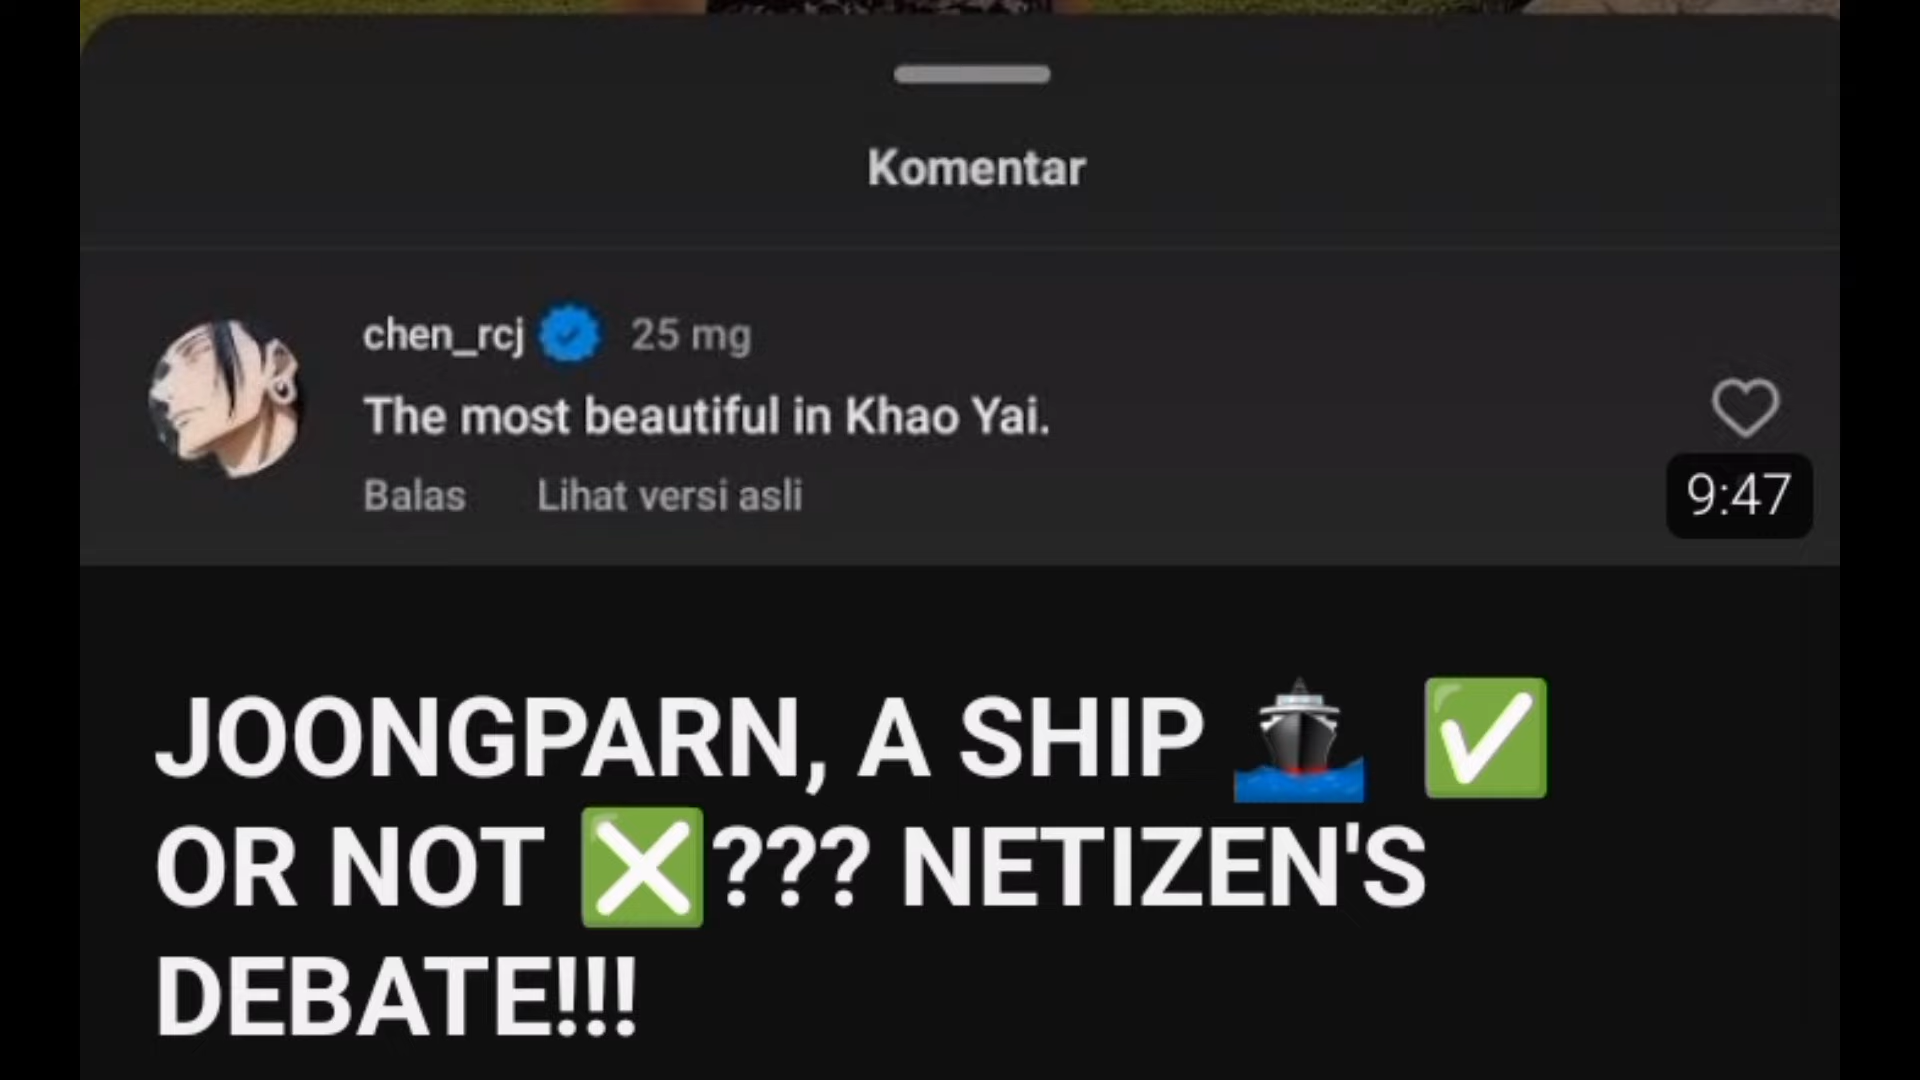 Komentar
chen_rcj 25 mg
The most beautiful in Khao Yai.
Balas Lihat versi asli
9:47
JOONGPARN, A SHIP 🚢 ✅
OR NOT ❎??? NETIZEN'S
DEBATE!!!